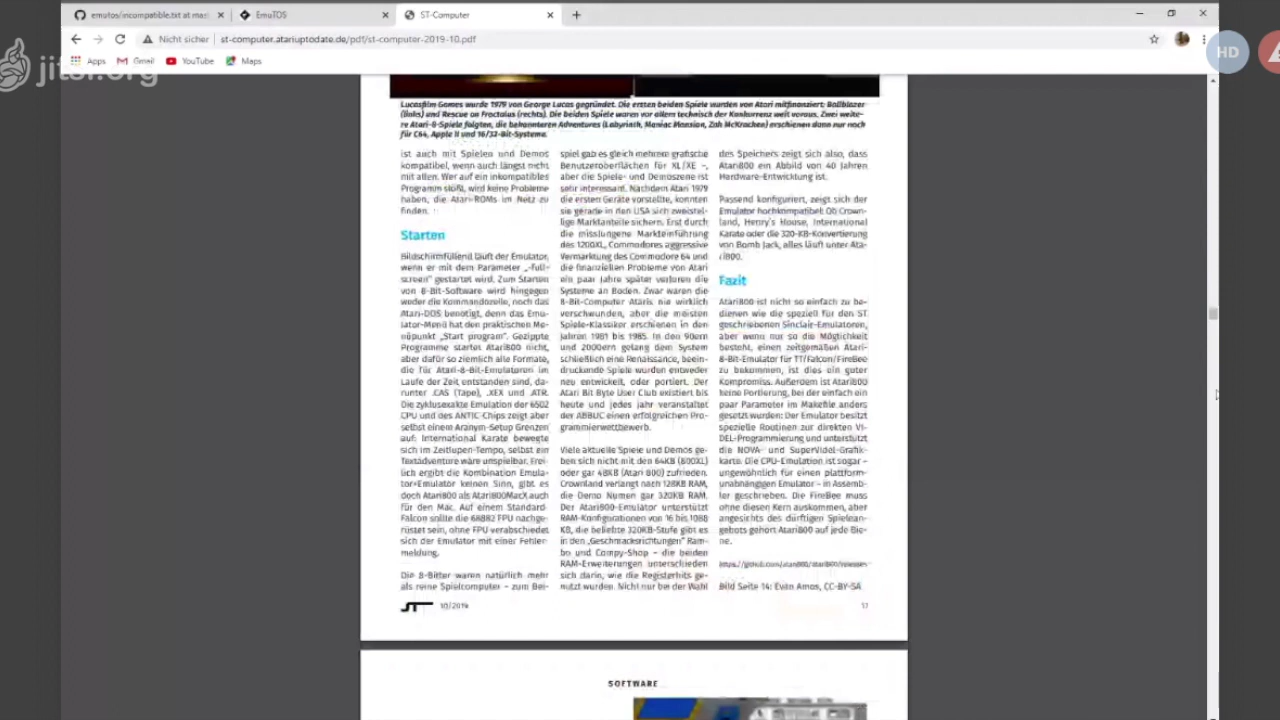 emutos/incompatible.txt at mas
EmuTOS
ST-Computer
Nicht sicher
st-computer.atariuptodate.de/pdf/st-computer-2019-10.pdf
Apps
Gmail
YouTube
Maps
HD
jitsi.org
Lucasfilm Games wurde 1979 von George Lucas gegründet. Die ersten beiden Spiele wurden von Atari mitfinanziert: Ballblazer
(links) und Rescue on Fractalus (rechts). Die beiden Spiele waren vor allem technisch der Konkurrenz weit voraus. Zwei weite-
re Atari-8-Spiele folgten, die bekannteren Adventures (Labyrinth, Maniac Mansion, Zak McKracken) erschienen dann nur noch
für C64, Apple II und 16/32-Bit-Systeme.
ist auch mit Spielen und Demos
kompatibel, wenn auch längst nicht
mit allen. Wer auf ein inkompatibles
Programm stößt, wird keine Probleme
haben, die Atari-ROMs im Netz zu
finden.
Starten
Bildschirmfüllend läuft der Emulator,
wenn er mit dem Parameter „-full-
screen“ gestartet wird. Zum Starten
von 8-Bit-Software wird hingegen
weder die Kommandozeile, noch das
Atari-DOS benötigt, denn das Emu-
lator-Menü hat den praktischen Me-
nüpunkt „Start program“. Gezippte
Programme startet Atari800 nicht,
aber dafür so ziemlich alle Formate,
die für Atari-8-Bit-Emulatoren im
Laufe der Zeit entstanden sind, da-
runter .CAS (Tape), .XEX und .ATR.
Die zyklusexakte Emulation der 6502
CPU und des ANTIC-Chips zeigt aber
selbst einem Aranym-Setup Grenzen
auf: International Karate bewegte
sich im Zeitlupen-Tempo, selbst ein
Textadventure wäre unspielbar. Frei-
lich ergibt die Kombination Emula-
tor+Emulator keinen Sinn, gibt es
doch Atari800 als Atari800MacX auch
für den Mac. Auf einem Standard-
Falcon sollte die 68882 FPU nachge-
rüstet sein, ohne FPU verabschiedet
sich der Emulator mit einer Fehler-
meldung.
Die 8-Bitter waren natürlich mehr
als reine Spielcomputer – zum Bei-
spiel gab es gleich mehrere grafische
Benutzeroberflächen für XL/XE –,
aber die Spiele- und Demoszene ist
sehr interessant. Nachdem Atari 1979
die ersten Geräte vorstellte, konnten
sie gerade in den USA sich zweistel-
lige Marktanteile sichern. Erst durch
die misslungene Markteinführung
des 1200XL, Commodores aggressive
Vermarktung des Commodore 64 und
die finanziellen Probleme von Atari
ein paar Jahre später verloren die
Systeme an Boden. Zwar waren die
8-Bit-Computer Ataris nie wirklich
verschwunden, aber die meisten
Spiele-Klassiker erschienen in den
Jahren 1981 bis 1985. In den 90ern
und 2000ern gelang dem System
schließlich eine Renaissance, beein-
druckende Spiele wurden entweder
neu entwickelt, oder portiert. Der
Atari Bit Byte User Club existiert bis
heute und jedes Jahr veranstaltet
der ABBUC einen erfolgreichen Pro-
grammierwettbewerb.
Viele aktuelle Spiele und Demos ge-
ben sich nicht mit den 64KB (800XL)
oder gar 48KB (Atari 800) zufrieden.
Crownland verlangt nach 128KB RAM,
die Demo Numen gar 320KB RAM.
Der Atari800-Emulator unterstützt
RAM-Konfigurationen von 16 bis 1088
KB, die beliebte 320KB-Stufe gibt es
in den „Geschmacksrichtungen“ Ram-
bo und Compy-Shop – die beiden
RAM-Erweiterungen unterschieden
sich darin, wie die Registerbits ge-
nutzt wurden. Nicht nur bei der Wahl
des Speichers zeigt sich also, dass
Atari800 ein Abbild von 40 Jahren
Hardware-Entwicklung ist.
Passend konfiguriert, zeigt sich der
Emulator hochkompatibel: Ob Crown-
land, Henry's House, International
Karate oder die 320-KB-Konvertierung
von Bomb Jack, alles läuft unter Ata-
ri800.
Fazit
Atari800 ist nicht so einfach zu be-
dienen wie die speziell für den ST
geschriebenen Sinclair-Emulatoren,
aber wenn nur so die Möglichkeit
besteht, einen zeitgemäßen Atari-
8-Bit-Emulator für TT/Falcon/FireBee
zu bekommen, ist dies ein guter
Kompromiss. Außerdem ist Atari800
keine Portierung, bei der einfach ein
paar Parameter im Makefile anders
gesetzt wurden: Der Emulator besitzt
spezielle Routinen zur direkten VI-
DEL-Programmierung und unterstützt
die NOVA- und SuperVidel-Grafik-
karte. Die CPU-Emulation ist sogar –
ungewöhnlich für einen plattform-
unabhängigen Emulator – in Assemb-
ler geschrieben. Die FireBee muss
ohne diesen Kern auskommen, aber
angesichts des dürftigen Spielean-
gebots gehört Atari800 auf jede Bie-
ne.
https://github.com/atari800/atari800/releases
Bild Seite 14: Evan Amos, CC-BY-SA
ST 10/2019
17
SOFTWARE